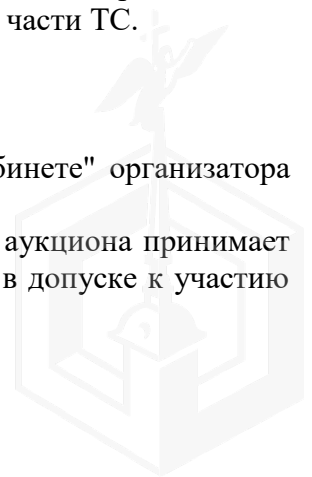 части ТС.
бинете" организатора
аукциона принимает
в допуске к участию